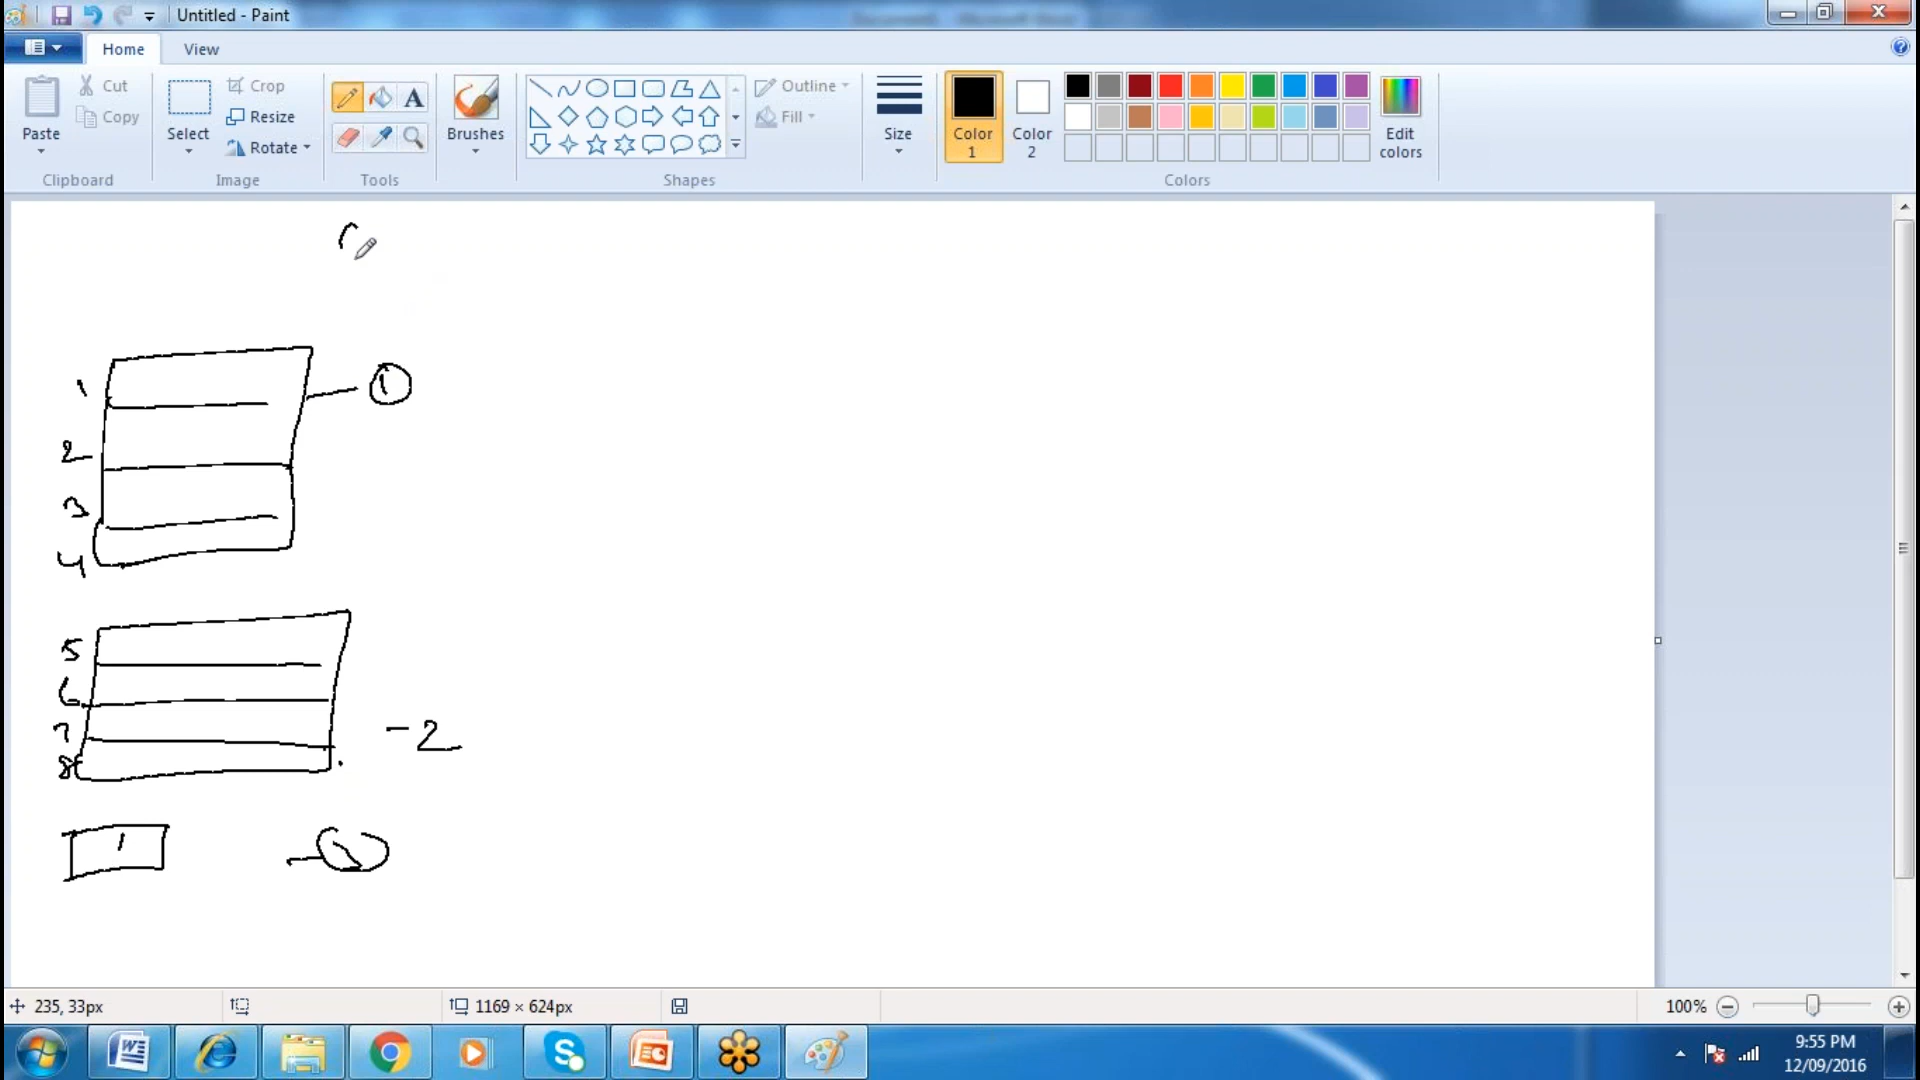 Untitled - Paint
Home View
Paste
Cut
Copy
Clipboard
Select
Crop
Resize
Rotate
Image
A
Tools
Brushes
Shapes
Outline
Fill
Size
Color 1
Color 2
Edit colors
Colors
1
1
2
3
4
5
6
7
8
- 2
1
235, 33px
1169 × 624px
100%
9:55 PM
12/09/2016